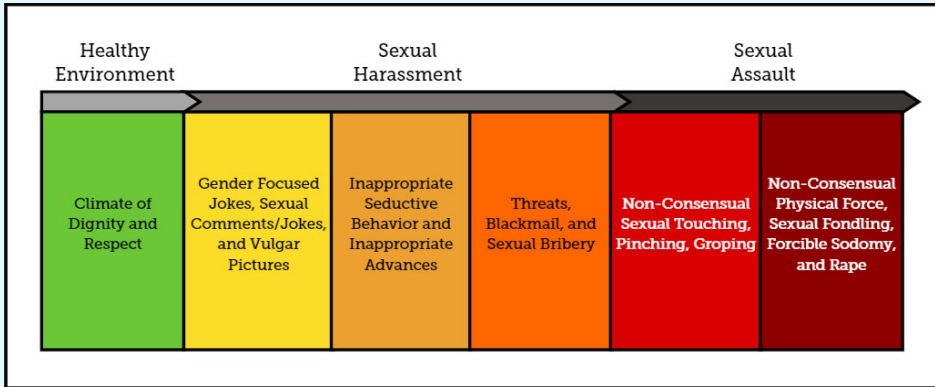 Healthy
Environment
Sexual
Harassment
Sexual
Assault
Climate of
Dignity and
Respect
Gender Focused
Jokes, Sexual
Comments/Jokes,
and Vulgar
Pictures
Inappropriate
Seductive
Behavior and
Inappropriate
Advances
Threats,
Blackmail, and
Sexual Bribery
Non-Consensual
Sexual Touching,
Pinching, Groping
Non-Consensual
Physical Force,
Sexual Fondling,
Forcible Sodomy,
and Rape